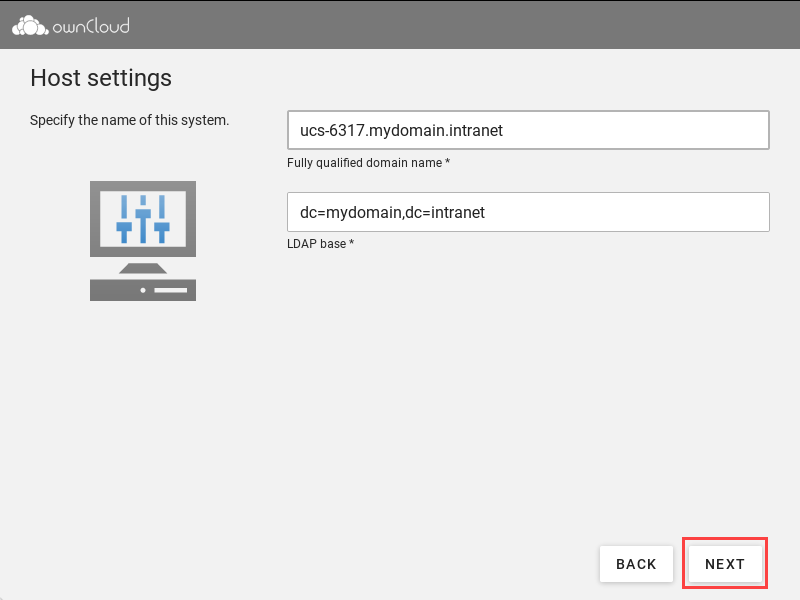 ownCloud
Host settings
Specify the name of this system.
ucs-6317.mydomain.intranet
Fully qualified domain name *
dc=mydomain,dc=intranet
LDAP base *
BACK
NEXT